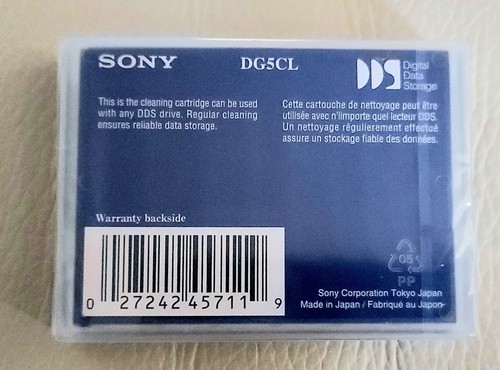 SONY
DG5CL
DDS Digital
Data
Storage
This is the cleaning cartridge can be used
with any DDS drive. Regular cleaning
ensures reliable data storage.
Cette cartouche de nettoyage peut être
utilisée avec n'importe quel lecteur DDS.
Un nettoyage régulièrement effectué
assure un stockage fiable des données.
Warranty backside
0 27242 45711 9
05
PP
Sony Corporation Tokyo Japan
Made in Japan / Fabriqué au Japon